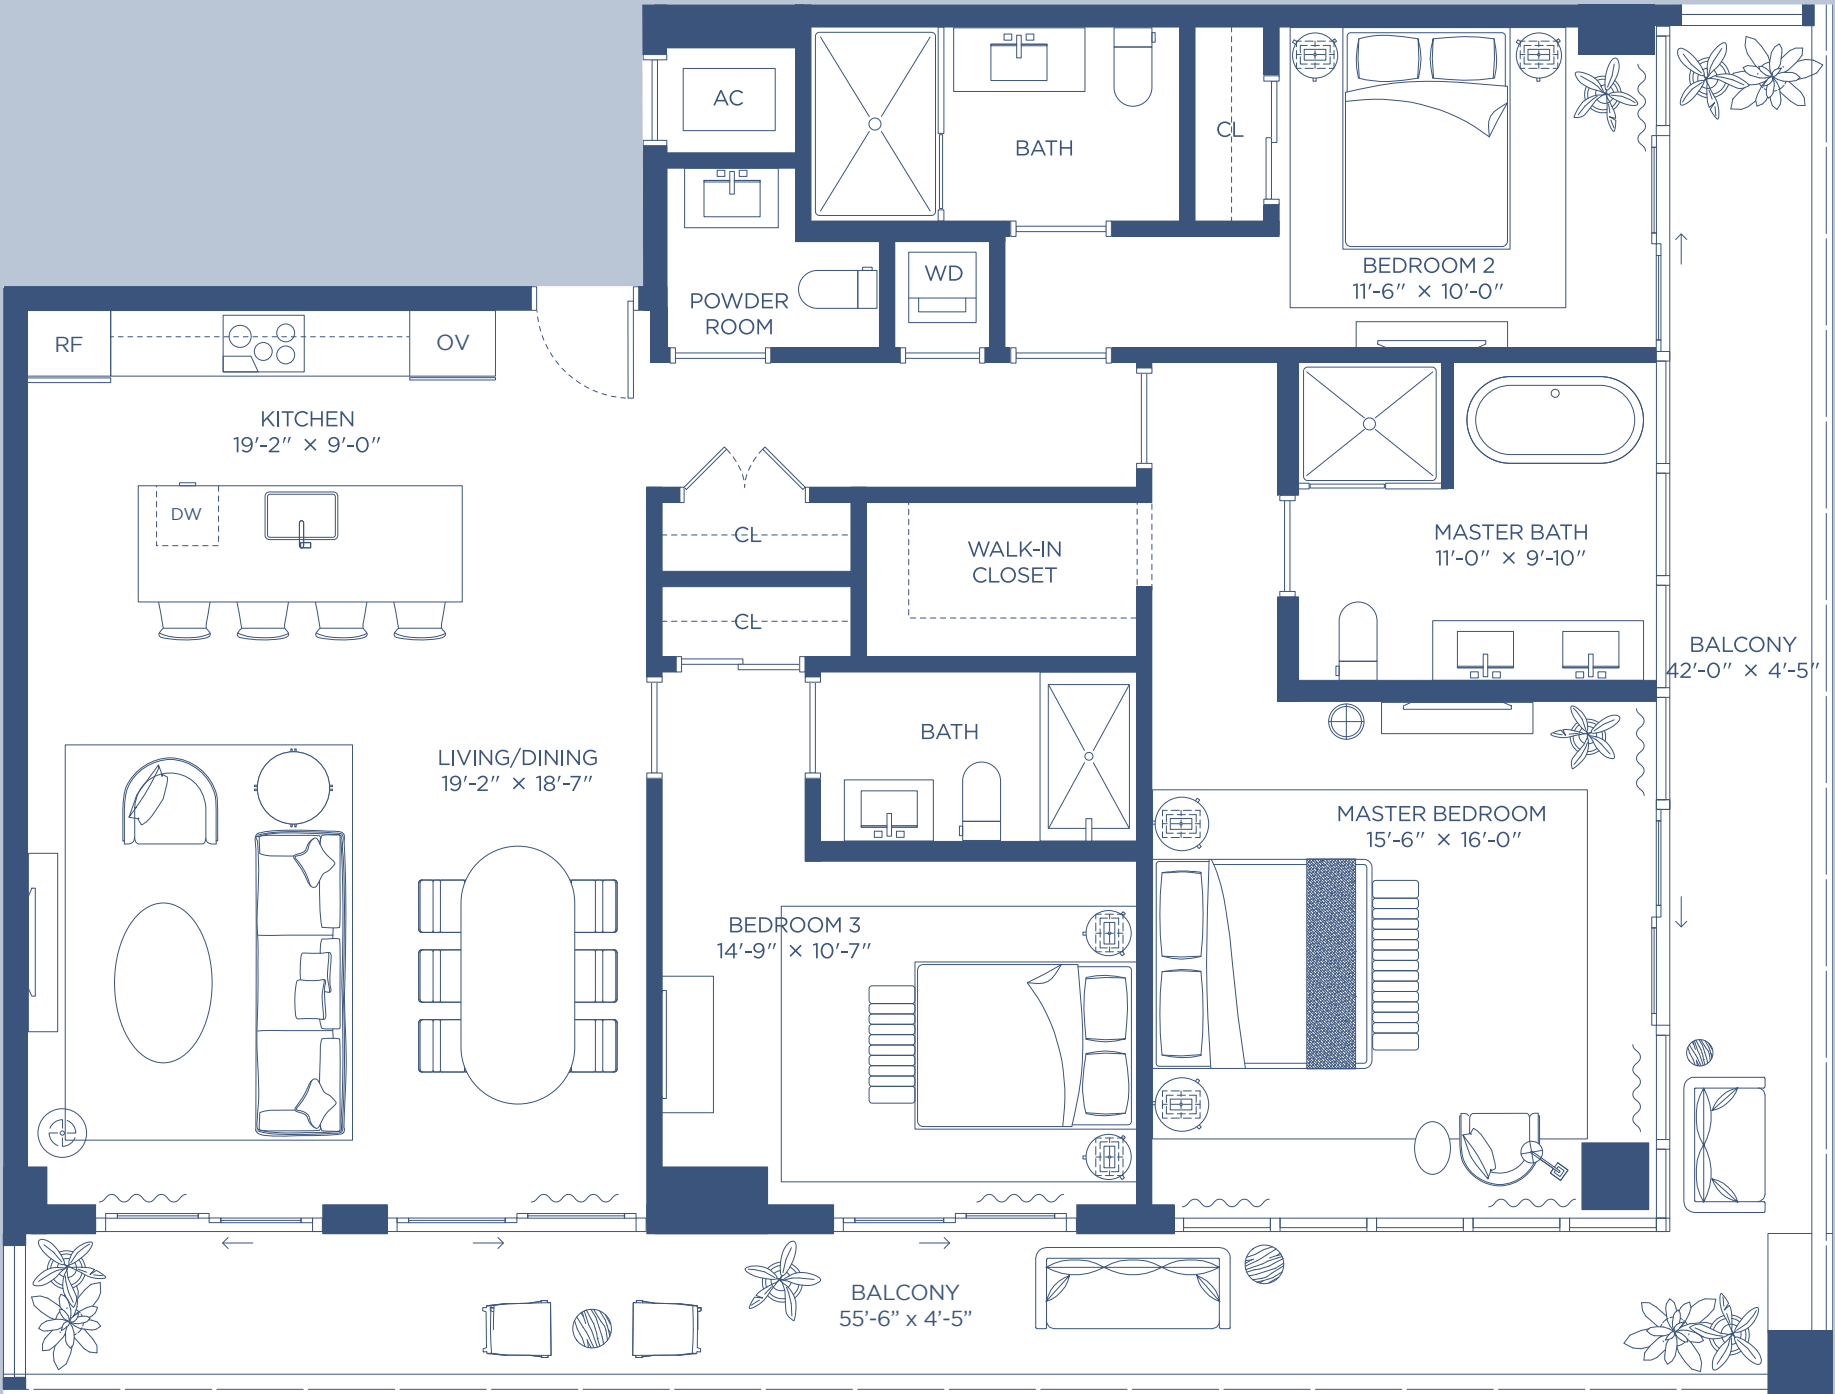 AC
BATH
CL
BEDROOM 2
11'-6" × 10'-0"
POWDER
ROOM
WD
RF
OV
KITCHEN
19'-2" × 9'-0"
DW
CL
WALK-IN
CLOSET
CL
MASTER BATH
11'-0" × 9'-10"
BALCONY
42'-0" × 4'-5"
LIVING/DINING
19'-2" × 18'-7"
BATH
MASTER BEDROOM
15'-6" × 16'-0"
BEDROOM 3
14'-9" × 10'-7"
BALCONY
55'-6" x 4'-5"